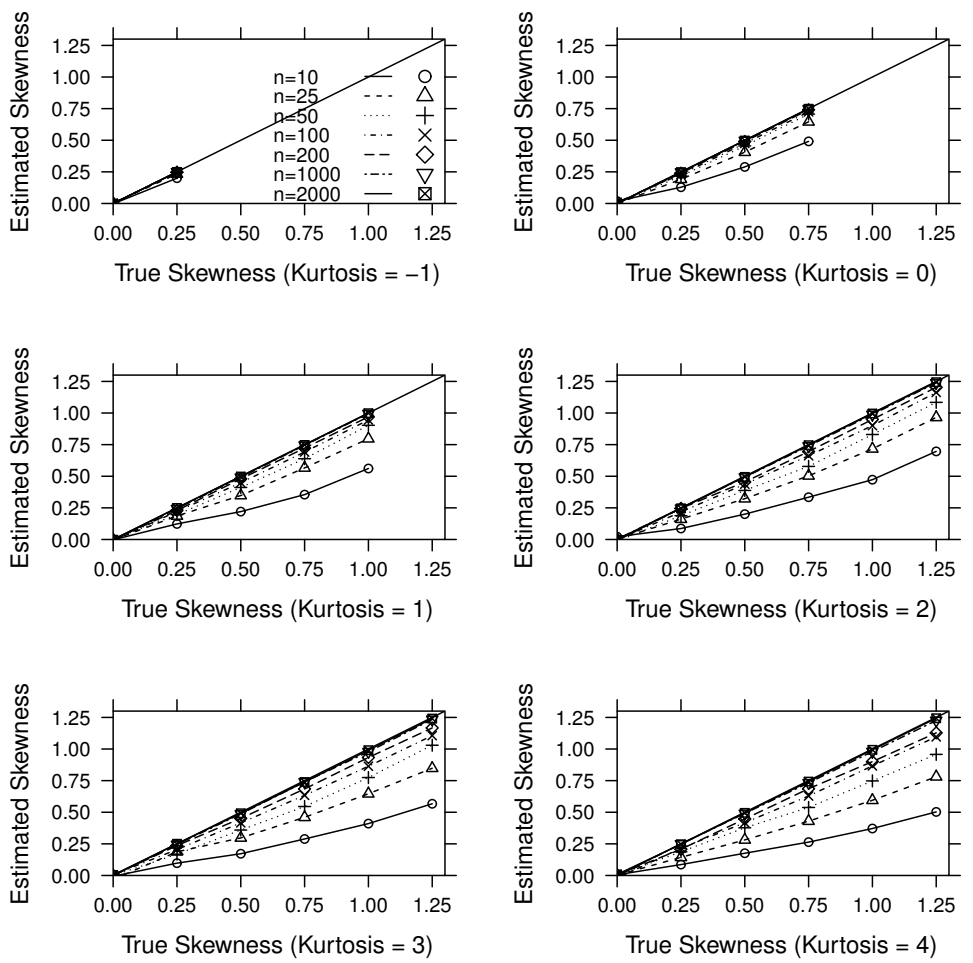 Estimated Skewness
1.25
1.00
0.75
0.50
0.25
0.00
n=10
n=25
n=50
n=100
n=200
n=1000
n=2000
0.00 0.25 0.50 0.75 1.00 1.25
True Skewness (Kurtosis = −1)
Estimated Skewness
1.25
1.00
0.75
0.50
0.25
0.00
0.00 0.25 0.50 0.75 1.00 1.25
True Skewness (Kurtosis = 0)
Estimated Skewness
1.25
1.00
0.75
0.50
0.25
0.00
0.00 0.25 0.50 0.75 1.00 1.25
True Skewness (Kurtosis = 1)
Estimated Skewness
1.25
1.00
0.75
0.50
0.25
0.00
0.00 0.25 0.50 0.75 1.00 1.25
True Skewness (Kurtosis = 2)
Estimated Skewness
1.25
1.00
0.75
0.50
0.25
0.00
0.00 0.25 0.50 0.75 1.00 1.25
True Skewness (Kurtosis = 3)
Estimated Skewness
1.25
1.00
0.75
0.50
0.25
0.00
0.00 0.25 0.50 0.75 1.00 1.25
True Skewness (Kurtosis = 4)